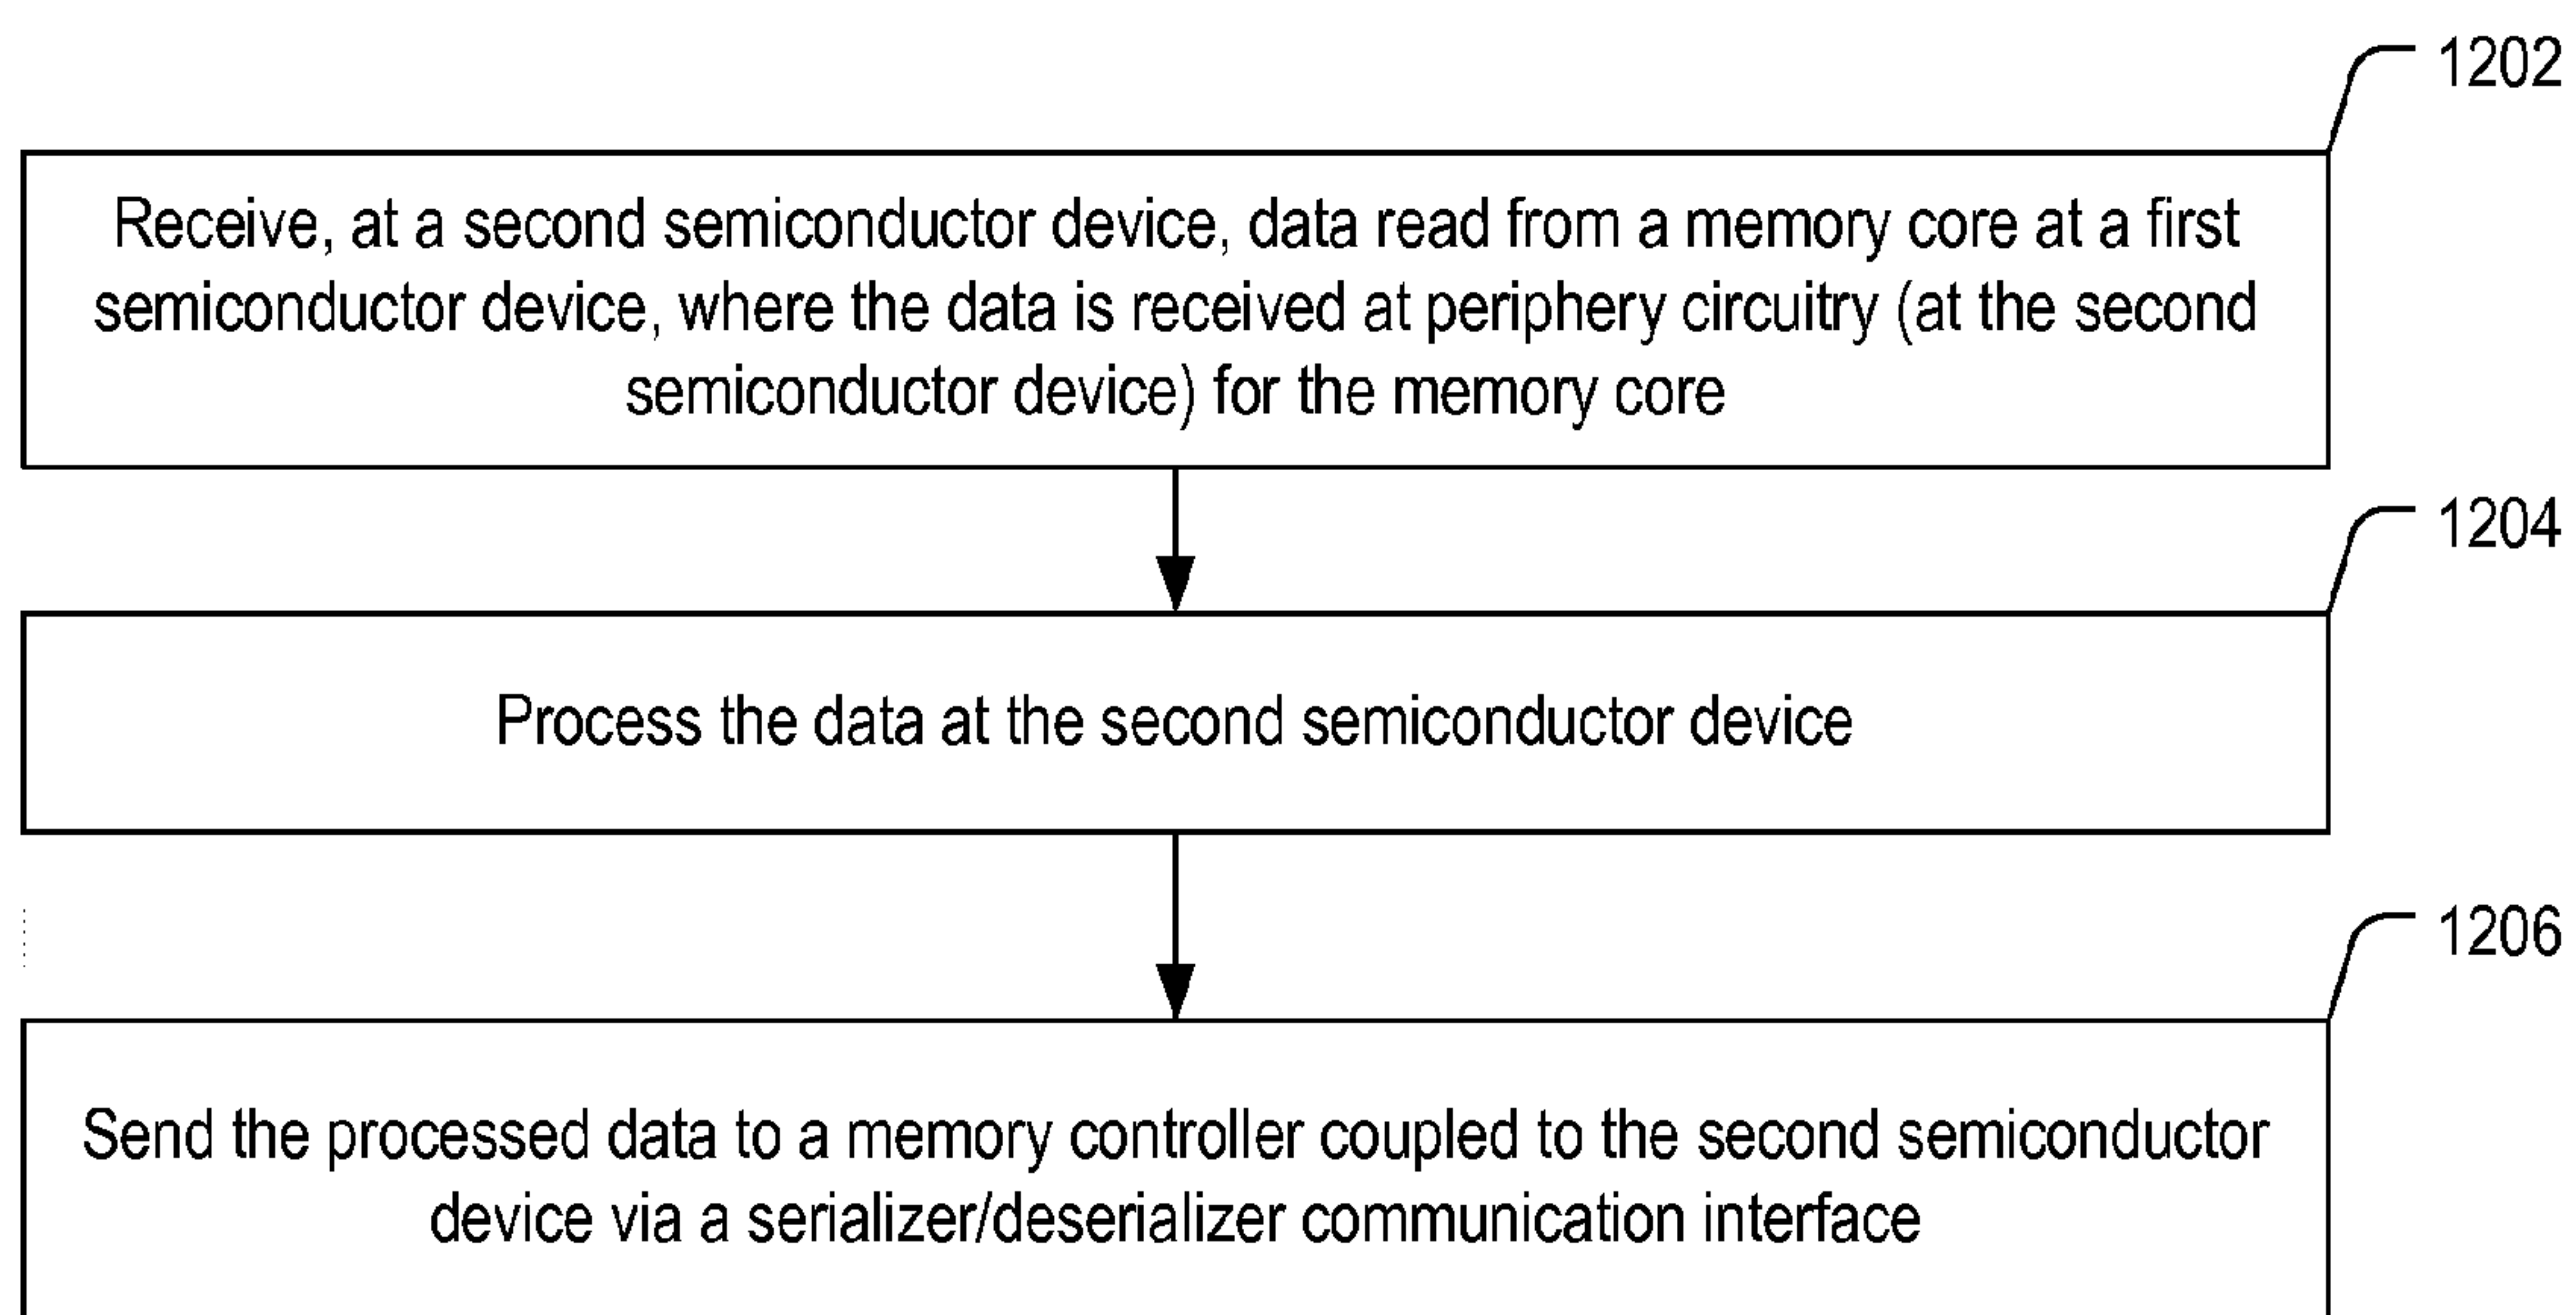 1202
Receive, at a second semiconductor device, data read from a memory core at a first
semiconductor device, where the data is received at periphery circuitry (at the second
semiconductor device) for the memory core
1204
Process the data at the second semiconductor device
1206
Send the processed data to a memory controller coupled to the second semiconductor
device via a serializer/deserializer communication interface